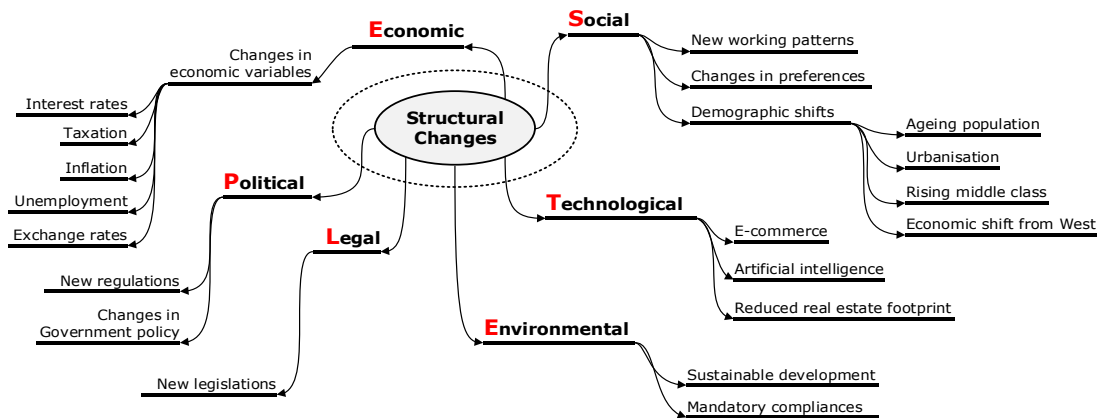 Structural
Changes
Economic
Changes in
economic variables
Interest rates
Taxation
Inflation
Unemployment
Exchange rates
Political
New regulations
Changes in
Government policy
Legal
New legislations
Social
New working patterns
Changes in preferences
Demographic shifts
Ageing population
Urbanisation
Rising middle class
Economic shift from West
Technological
E-commerce
Artificial intelligence
Reduced real estate footprint
Environmental
Sustainable development
Mandatory compliances